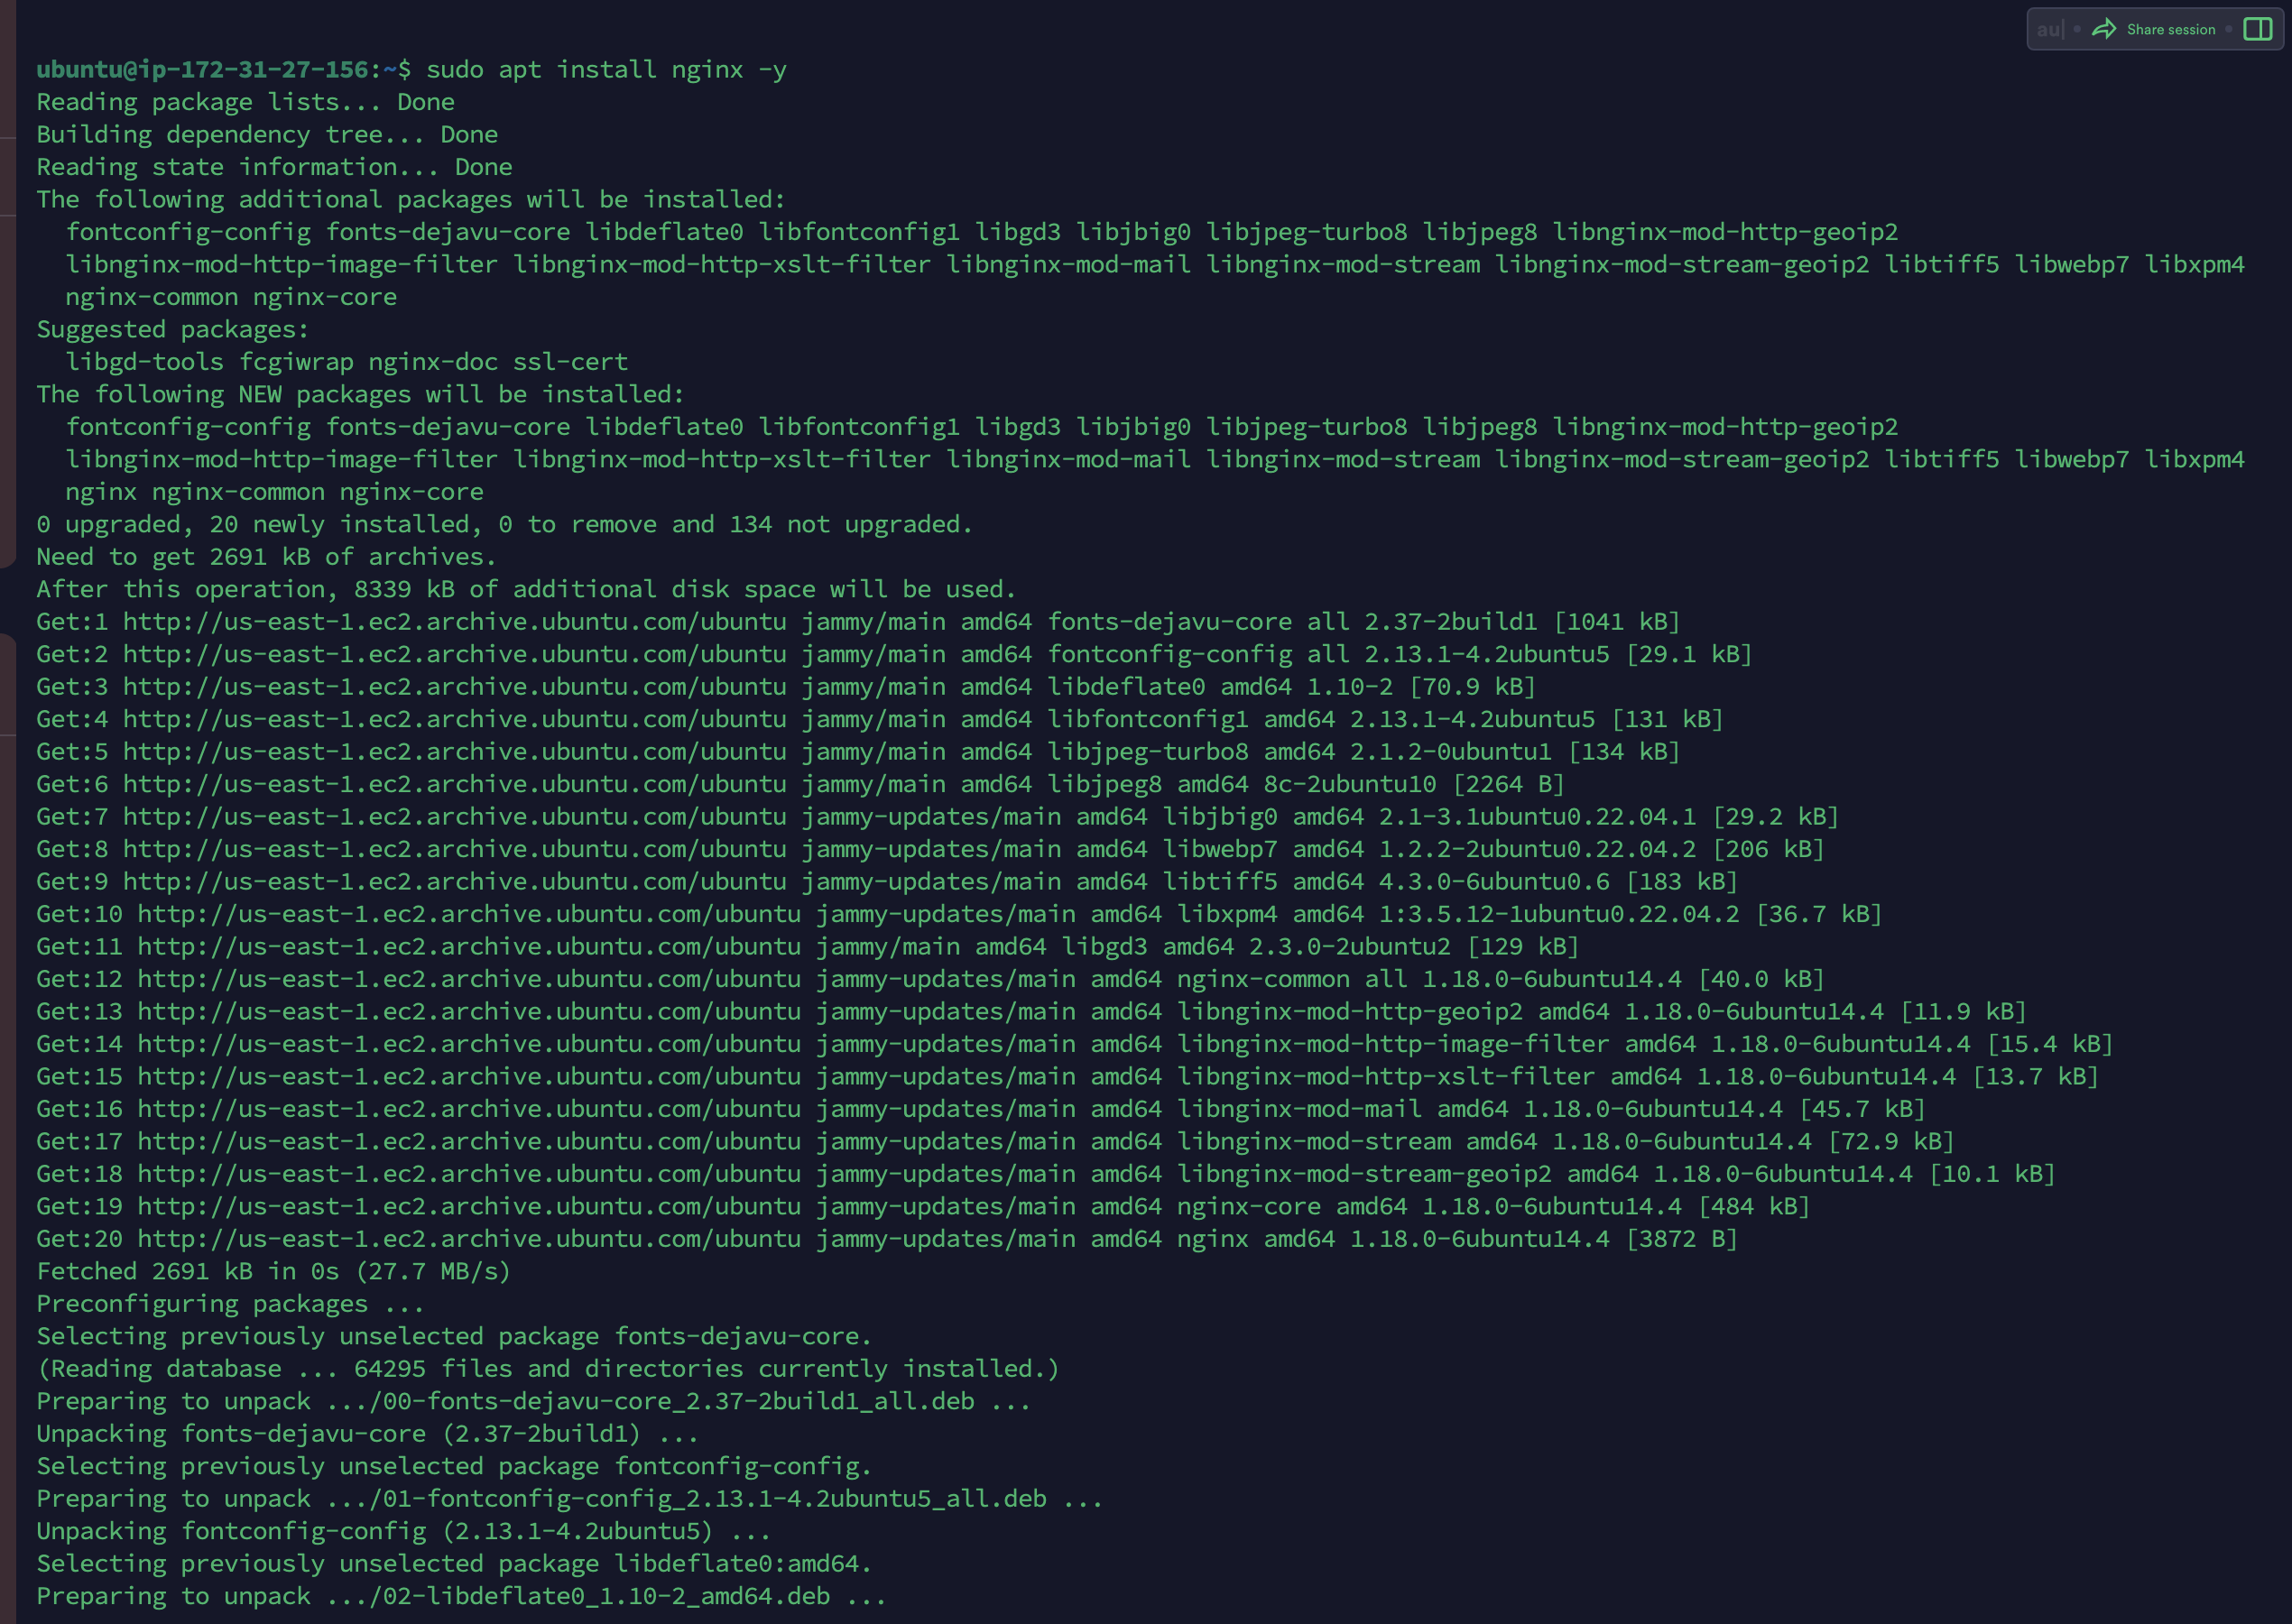 au
Share session
ubuntu@ip-172-31-27-156:~$ sudo apt install nginx -y
Reading package lists... Done
Building dependency tree... Done
Reading state information... Done
The following additional packages will be installed:
  fontconfig-config fonts-dejavu-core libdeflate0 libfontconfig1 libgd3 libjbig0 libjpeg-turbo8 libjpeg8 libnginx-mod-http-geoip2
  libnginx-mod-http-image-filter libnginx-mod-http-xslt-filter libnginx-mod-mail libnginx-mod-stream libnginx-mod-stream-geoip2 libtiff5 libwebp7 libxpm4
  nginx-common nginx-core
Suggested packages:
  libgd-tools fcgiwrap nginx-doc ssl-cert
The following NEW packages will be installed:
  fontconfig-config fonts-dejavu-core libdeflate0 libfontconfig1 libgd3 libjbig0 libjpeg-turbo8 libjpeg8 libnginx-mod-http-geoip2
  libnginx-mod-http-image-filter libnginx-mod-http-xslt-filter libnginx-mod-mail libnginx-mod-stream libnginx-mod-stream-geoip2 libtiff5 libwebp7 libxpm4
  nginx nginx-common nginx-core
0 upgraded, 20 newly installed, 0 to remove and 134 not upgraded.
Need to get 2691 kB of archives.
After this operation, 8339 kB of additional disk space will be used.
Get:1 http://us-east-1.ec2.archive.ubuntu.com/ubuntu jammy/main amd64 fonts-dejavu-core all 2.37-2build1 [1041 kB]
Get:2 http://us-east-1.ec2.archive.ubuntu.com/ubuntu jammy/main amd64 fontconfig-config all 2.13.1-4.2ubuntu5 [29.1 kB]
Get:3 http://us-east-1.ec2.archive.ubuntu.com/ubuntu jammy/main amd64 libdeflate0 amd64 1.10-2 [70.9 kB]
Get:4 http://us-east-1.ec2.archive.ubuntu.com/ubuntu jammy/main amd64 libfontconfig1 amd64 2.13.1-4.2ubuntu5 [131 kB]
Get:5 http://us-east-1.ec2.archive.ubuntu.com/ubuntu jammy/main amd64 libjpeg-turbo8 amd64 2.1.2-0ubuntu1 [134 kB]
Get:6 http://us-east-1.ec2.archive.ubuntu.com/ubuntu jammy/main amd64 libjpeg8 amd64 8c-2ubuntu10 [2264 B]
Get:7 http://us-east-1.ec2.archive.ubuntu.com/ubuntu jammy-updates/main amd64 libjbig0 amd64 2.1-3.1ubuntu0.22.04.1 [29.2 kB]
Get:8 http://us-east-1.ec2.archive.ubuntu.com/ubuntu jammy-updates/main amd64 libwebp7 amd64 1.2.2-2ubuntu0.22.04.2 [206 kB]
Get:9 http://us-east-1.ec2.archive.ubuntu.com/ubuntu jammy-updates/main amd64 libtiff5 amd64 4.3.0-6ubuntu0.6 [183 kB]
Get:10 http://us-east-1.ec2.archive.ubuntu.com/ubuntu jammy-updates/main amd64 libxpm4 amd64 1:3.5.12-1ubuntu0.22.04.2 [36.7 kB]
Get:11 http://us-east-1.ec2.archive.ubuntu.com/ubuntu jammy/main amd64 libgd3 amd64 2.3.0-2ubuntu2 [129 kB]
Get:12 http://us-east-1.ec2.archive.ubuntu.com/ubuntu jammy-updates/main amd64 nginx-common all 1.18.0-6ubuntu14.4 [40.0 kB]
Get:13 http://us-east-1.ec2.archive.ubuntu.com/ubuntu jammy-updates/main amd64 libnginx-mod-http-geoip2 amd64 1.18.0-6ubuntu14.4 [11.9 kB]
Get:14 http://us-east-1.ec2.archive.ubuntu.com/ubuntu jammy-updates/main amd64 libnginx-mod-http-image-filter amd64 1.18.0-6ubuntu14.4 [15.4 kB]
Get:15 http://us-east-1.ec2.archive.ubuntu.com/ubuntu jammy-updates/main amd64 libnginx-mod-http-xslt-filter amd64 1.18.0-6ubuntu14.4 [13.7 kB]
Get:16 http://us-east-1.ec2.archive.ubuntu.com/ubuntu jammy-updates/main amd64 libnginx-mod-mail amd64 1.18.0-6ubuntu14.4 [45.7 kB]
Get:17 http://us-east-1.ec2.archive.ubuntu.com/ubuntu jammy-updates/main amd64 libnginx-mod-stream amd64 1.18.0-6ubuntu14.4 [72.9 kB]
Get:18 http://us-east-1.ec2.archive.ubuntu.com/ubuntu jammy-updates/main amd64 libnginx-mod-stream-geoip2 amd64 1.18.0-6ubuntu14.4 [10.1 kB]
Get:19 http://us-east-1.ec2.archive.ubuntu.com/ubuntu jammy-updates/main amd64 nginx-core amd64 1.18.0-6ubuntu14.4 [484 kB]
Get:20 http://us-east-1.ec2.archive.ubuntu.com/ubuntu jammy-updates/main amd64 nginx amd64 1.18.0-6ubuntu14.4 [3872 B]
Fetched 2691 kB in 0s (27.7 MB/s)
Preconfiguring packages ...
Selecting previously unselected package fonts-dejavu-core.
(Reading database ... 64295 files and directories currently installed.)
Preparing to unpack .../00-fonts-dejavu-core_2.37-2build1_all.deb ...
Unpacking fonts-dejavu-core (2.37-2build1) ...
Selecting previously unselected package fontconfig-config.
Preparing to unpack .../01-fontconfig-config_2.13.1-4.2ubuntu5_all.deb ...
Unpacking fontconfig-config (2.13.1-4.2ubuntu5) ...
Selecting previously unselected package libdeflate0:amd64.
Preparing to unpack .../02-libdeflate0_1.10-2_amd64.deb ...